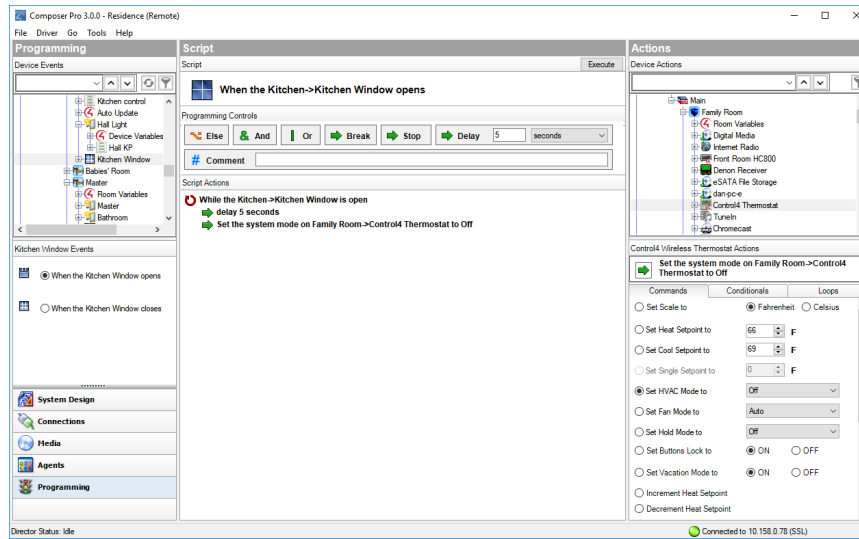 Composer Pro 3.0.0 - Residence (Remote)
File Driver Go Tools Help
Programming
Device Events
Kitchen control
Auto Update
Hall Light
Device Variables
Hall KP
Kitchen Window
Babies' Room
Master
Room Variables
Master
Bathroom
Kitchen Window Events
When the Kitchen Window opens
When the Kitchen Window closes
System Design
Connections
Media
Agents
Programming
Script
Script Execute
When the Kitchen->Kitchen Window opens
Programming Controls
Else & And Or Break Stop Delay 5 seconds
# Comment
Script Actions
While the Kitchen->Kitchen Window is open
delay 5 seconds
Set the system mode on Family Room->Control4 Thermostat to Off
Actions
Device Actions
Main
Family Room
Room Variables
Digital Media
Internet Radio
Front Room HC800
Denon Receiver
eSATA File Storage
dan-pc-e
Control4 Thermostat
TuneIn
Chromecast
Control4 Wireless Thermostat Actions
Set the system mode on Family Room->Control4
Thermostat to Off
Commands Conditionals Loops
Set Scale to Fahrenheit Celsius
Set Heat Setpoint to 66 F
Set Cool Setpoint to 69 F
Set Single Setpoint to 0 F
Set HVAC Mode to Off
Set Fan Mode to Auto
Set Hold Mode to Off
Set Buttons Lock to ON OFF
Set Vacation Mode to ON OFF
Increment Heat Setpoint
Decrement Heat Setpoint
Director Status: Idle
Connected to 10.158.0.78 (SSL)